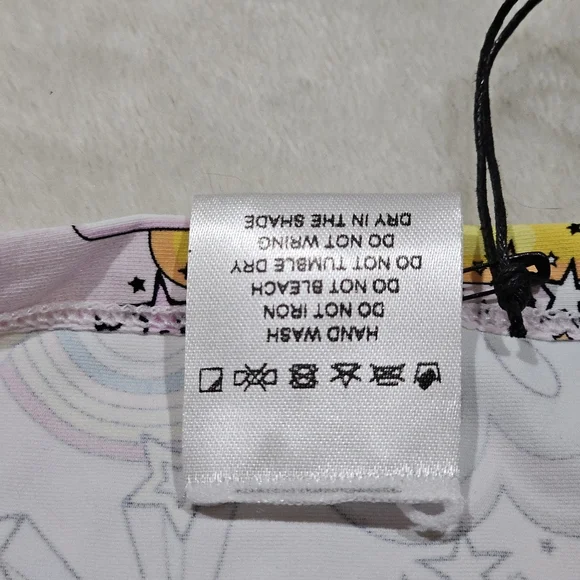 HAND WASH
DO NOT IRON
DO NOT BLEACH
DO NOT TUMBLE DRY
DO NOT WRING
DRY IN THE SHADE